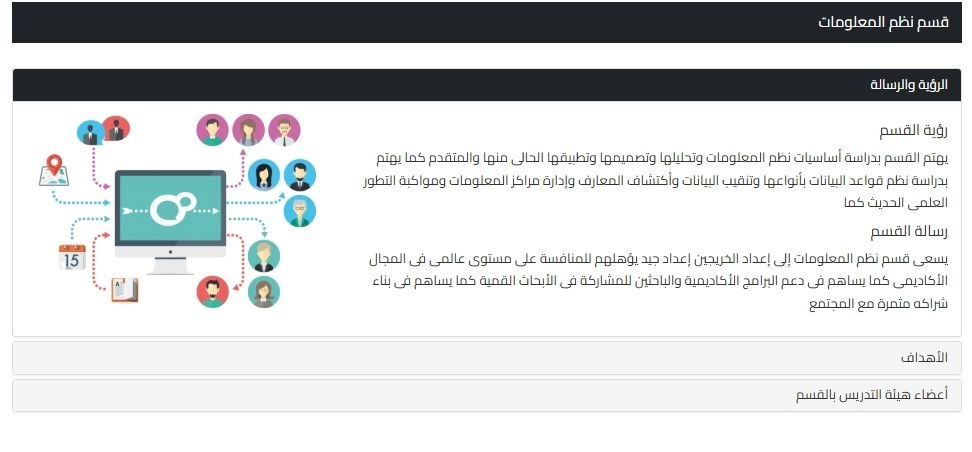 قسم نظم المعلومات
الرؤية والرسالة
رؤية القسم
يهتم القسم بدراسة أساسيات نظم المعلومات وتحليلها وتصميمها وتطبيقها الحالى منها والمتقدم كما يهتم
بدراسة نظم قواعد البيانات بأنواعها وتنقيب البيانات وأكتشاف المعارف وإدارة مراكز المعلومات ومواكبة التطور
العلمى الحديث كما
رسالة القسم
يسعى قسم نظم المعلومات إلى إعداد الخريجين إعداد جيد يؤهلهم للمنافسة على مستوى عالمى فى المجال
الأكاديمى كما يساهم فى دعم البرامج الأكاديمية والباحثين للمشاركة فى الأبحاث القمية كما يساهم فى بناء
شراكه مثمرة مع المجتمع
15
A
الأهداف
أعضاء هيئة التدريس بالقسم